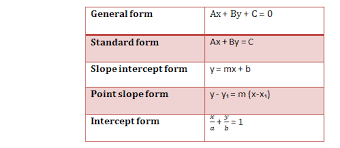 General form Ax + By + C = 0
Standard form Ax + By = C
Slope intercept form y = mx + b
Point slope form y - y₁ = m (x-x₁)
Intercept form x/a + y/b = 1